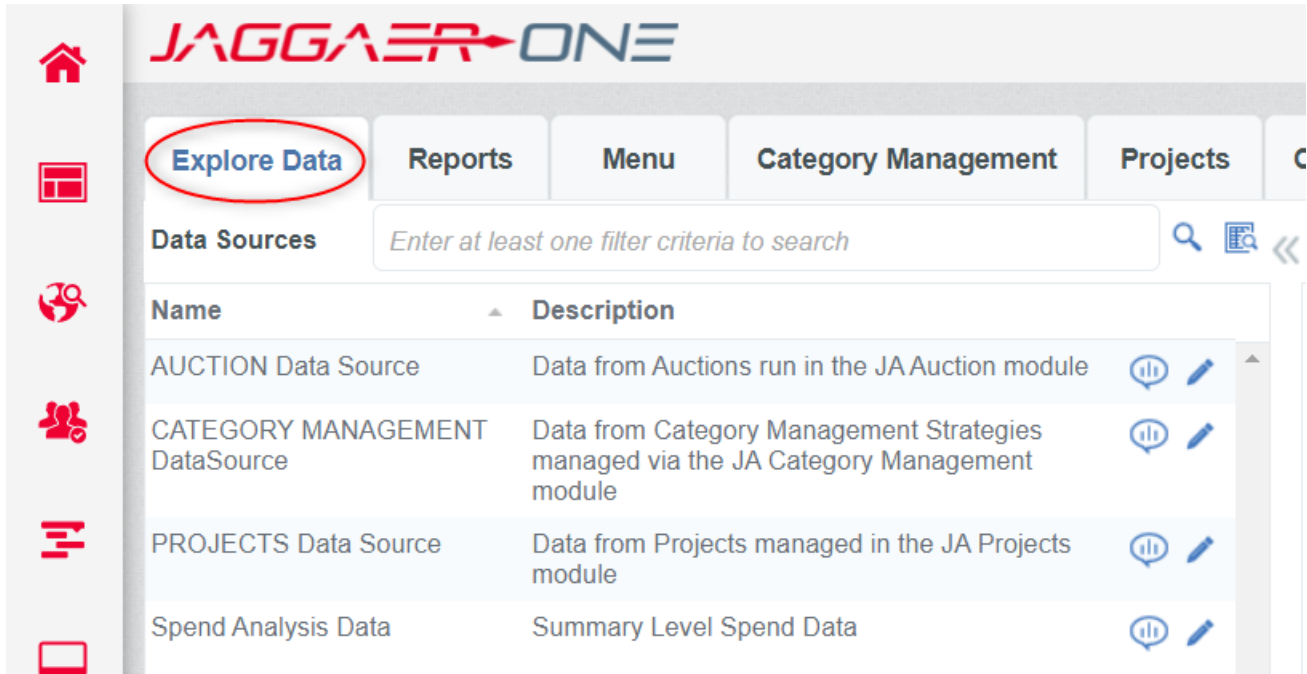 JAGGAER ONE
Explore Data Reports Menu Category Management Projects
Data Sources Enter at least one filter criteria to search
Name Description
AUCTION Data Source Data from Auctions run in the JA Auction module
CATEGORY MANAGEMENT Data from Category Management Strategies
DataSource managed via the JA Category Management
module
PROJECTS Data Source Data from Projects managed in the JA Projects
module
Spend Analysis Data Summary Level Spend Data